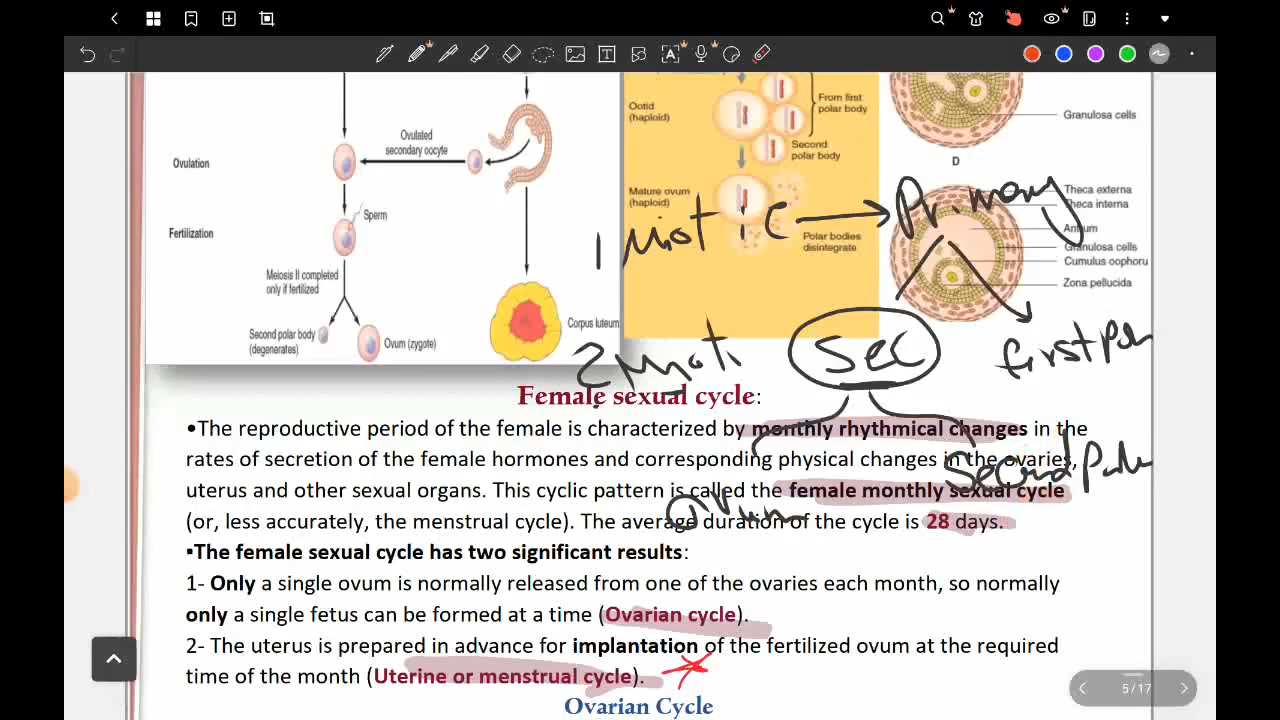 Ovulation
Ovulated
secondary oocyte
Sperm
Fertilization
Meiosis II completed
only if fertilized
Second polar body
(degenerates)
Ovum (zygote)
Corpus luteum
Ootid
(haploid)
From first
polar body
Second
polar body
Mature ovum
(haploid)
Polar bodies
disintegrate
Granulosa cells
D
Theca externa
Theca interna
Antrum
Granulosa cells
Cumulus oophoru
Zona pellucida
1 miot C → Primary
2 Sec
first
ovum
Second
Female sexual cycle:
•The reproductive period of the female is characterized by monthly rhythmical changes in the
rates of secretion of the female hormones and corresponding physical changes in the ovaries,
uterus and other sexual organs. This cyclic pattern is called the female monthly sexual cycle
(or, less accurately, the menstrual cycle). The average duration of the cycle is 28 days.
▪The female sexual cycle has two significant results:
1- Only a single ovum is normally released from one of the ovaries each month, so normally
only a single fetus can be formed at a time (Ovarian cycle).
2- The uterus is prepared in advance for implantation of the fertilized ovum at the required
time of the month (Uterine or menstrual cycle).
Ovarian Cycle
5/17